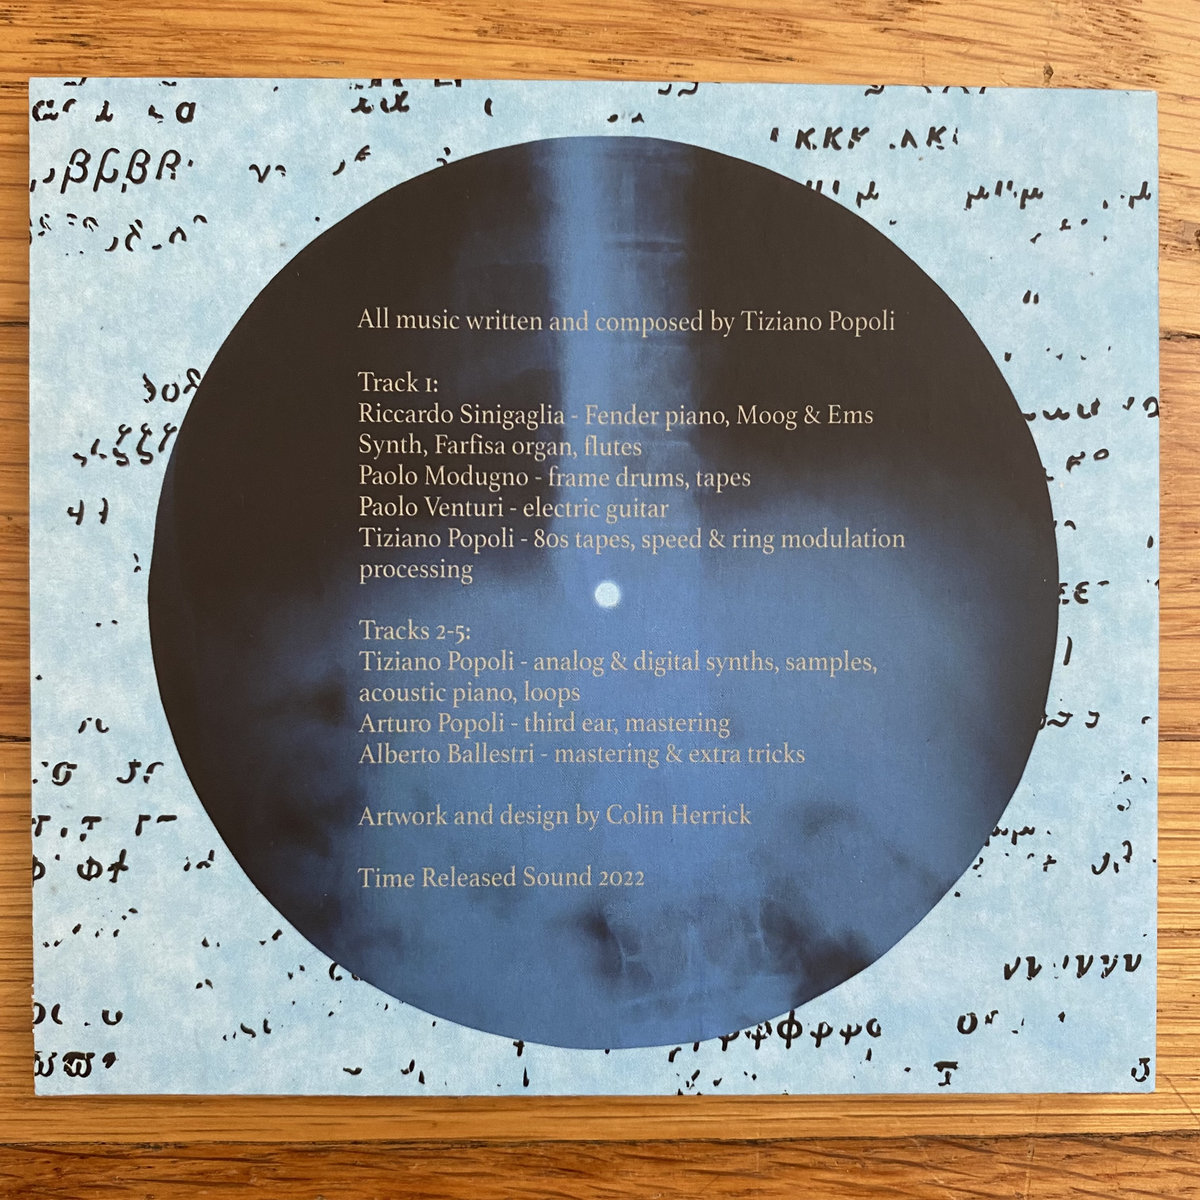 All music written and composed by Tiziano Popoli
Track 1:
Riccardo Sinigaglia - Fender piano, Moog & Ems
Synth, Farfisa organ, flutes
Paolo Modugno - frame drums, tapes
Paolo Venturi - electric guitar
Tiziano Popoli - 80s tapes, speed & ring modulation
processing
Tracks 2-5:
Tiziano Popoli - analog & digital synths, samples,
acoustic piano, loops
Arturo Popoli - third ear, mastering
Alberto Ballestri - mastering & extra tricks
Artwork and design by Colin Herrick
Time Released Sound 2022